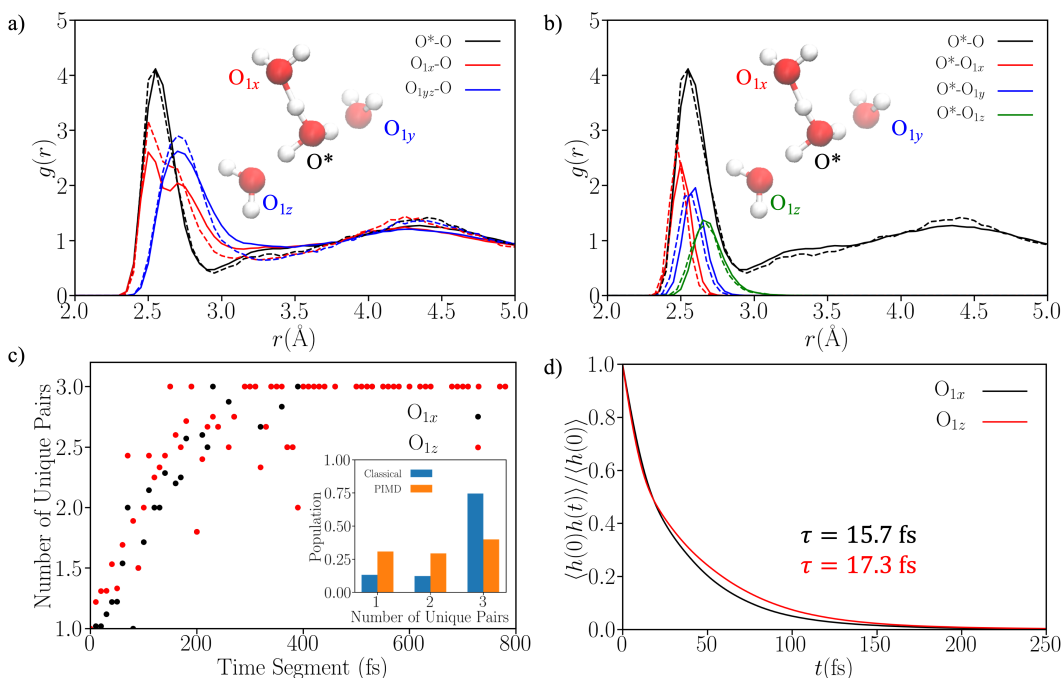 a)
5
4
3
2
1
0
g(r)
2.0 2.5 3.0 3.5 4.0 4.5 5.0
r(Å)
O*-O
O1x-O
O1yz-O
O1x
O1y
O*
O1z
b)
5
4
3
2
1
0
g(r)
2.0 2.5 3.0 3.5 4.0 4.5 5.0
r(Å)
O*-O
O*-O1x
O*-O1y
O*-O1z
O1x
O1y
O*
O1z
c)
3.0
2.5
2.0
1.5
1.0
Number of Unique Pairs
0 200 400 600 800
Time Segment (fs)
O1x
O1z
1.00
0.75
0.50
0.25
0.00
Population
Classical
PIMD
1 2 3
Number of Unique Pairs
d)
1.0
0.8
0.6
0.4
0.2
0.0
⟨h(0)h(t)⟩/⟨h(0)⟩
0 50 100 150 200 250
t(fs)
O1x
O1z
τ = 15.7 fs
τ = 17.3 fs